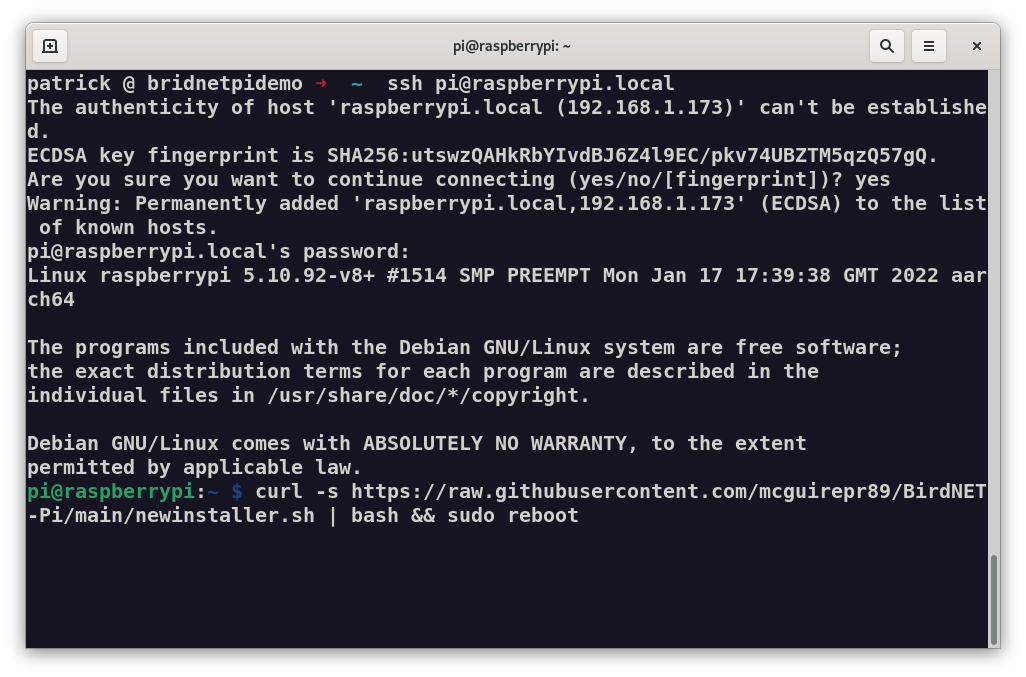 pi@raspberrypi: ~
patrick @ bridnetpidemo ➜  ~  ssh pi@raspberrypi.local
The authenticity of host 'raspberrypi.local (192.168.1.173)' can't be establishe
d.
ECDSA key fingerprint is SHA256:utswzQAHkRbYIvdBJ6Z4l9EC/pkv74UBZTM5qzQ57gQ.
Are you sure you want to continue connecting (yes/no/[fingerprint])? yes
Warning: Permanently added 'raspberrypi.local,192.168.1.173' (ECDSA) to the list
 of known hosts.
pi@raspberrypi.local's password:
Linux raspberrypi 5.10.92-v8+ #1514 SMP PREEMPT Mon Jan 17 17:39:38 GMT 2022 aar
ch64
The programs included with the Debian GNU/Linux system are free software;
the exact distribution terms for each program are described in the
individual files in /usr/share/doc/*/copyright.
Debian GNU/Linux comes with ABSOLUTELY NO WARRANTY, to the extent
permitted by applicable law.
pi@raspberrypi:~ $ curl -s https://raw.githubusercontent.com/mcguirepr89/BirdNET
-Pi/main/newinstaller.sh | bash && sudo reboot